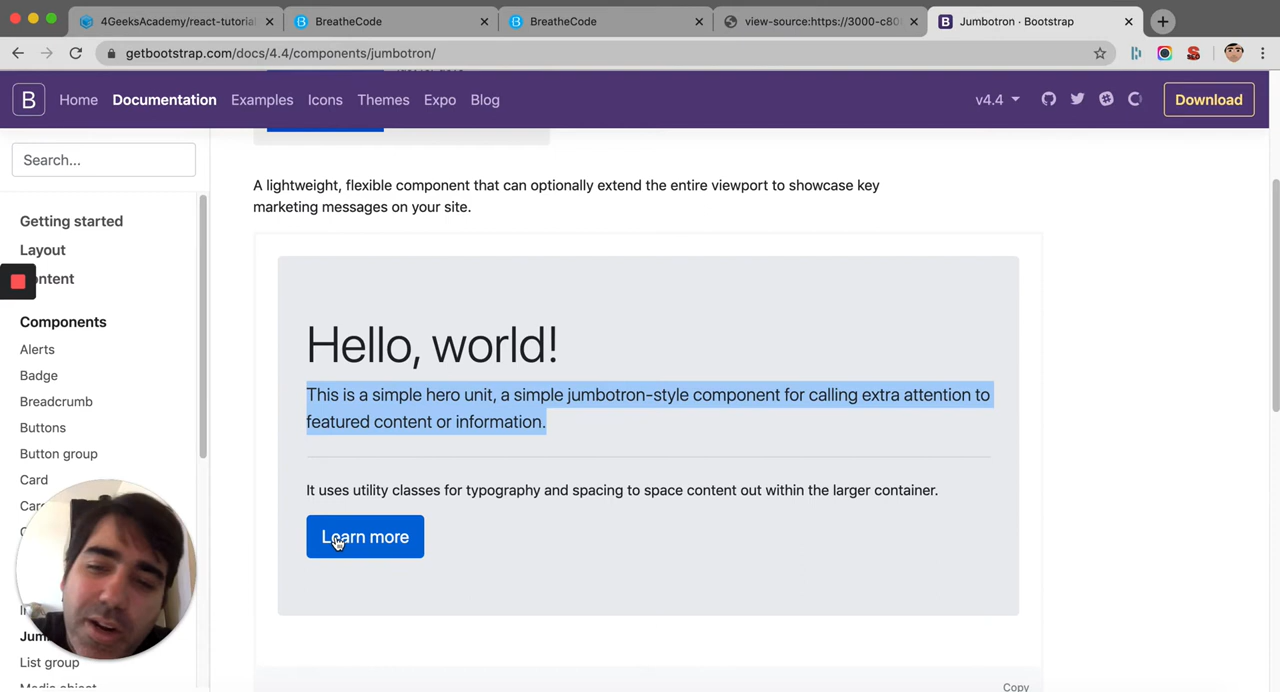 4GeeksAcademy/react-tutorial
BreatheCode
BreatheCode
view-source:https://3000-c80
Jumbotron · Bootstrap
getbootstrap.com/docs/4.4/components/jumbotron/
B
Home
Documentation
Examples
Icons
Themes
Expo
Blog
v4.4
Download
Search...
Getting started
Layout
ontent
Components
Alerts
Badge
Breadcrumb
Buttons
Button group
Card
List group
A lightweight, flexible component that can optionally extend the entire viewport to showcase key
marketing messages on your site.
Hello, world!
This is a simple hero unit, a simple jumbotron-style component for calling extra attention to
featured content or information.
It uses utility classes for typography and spacing to space content out within the larger container.
Learn more
Copy